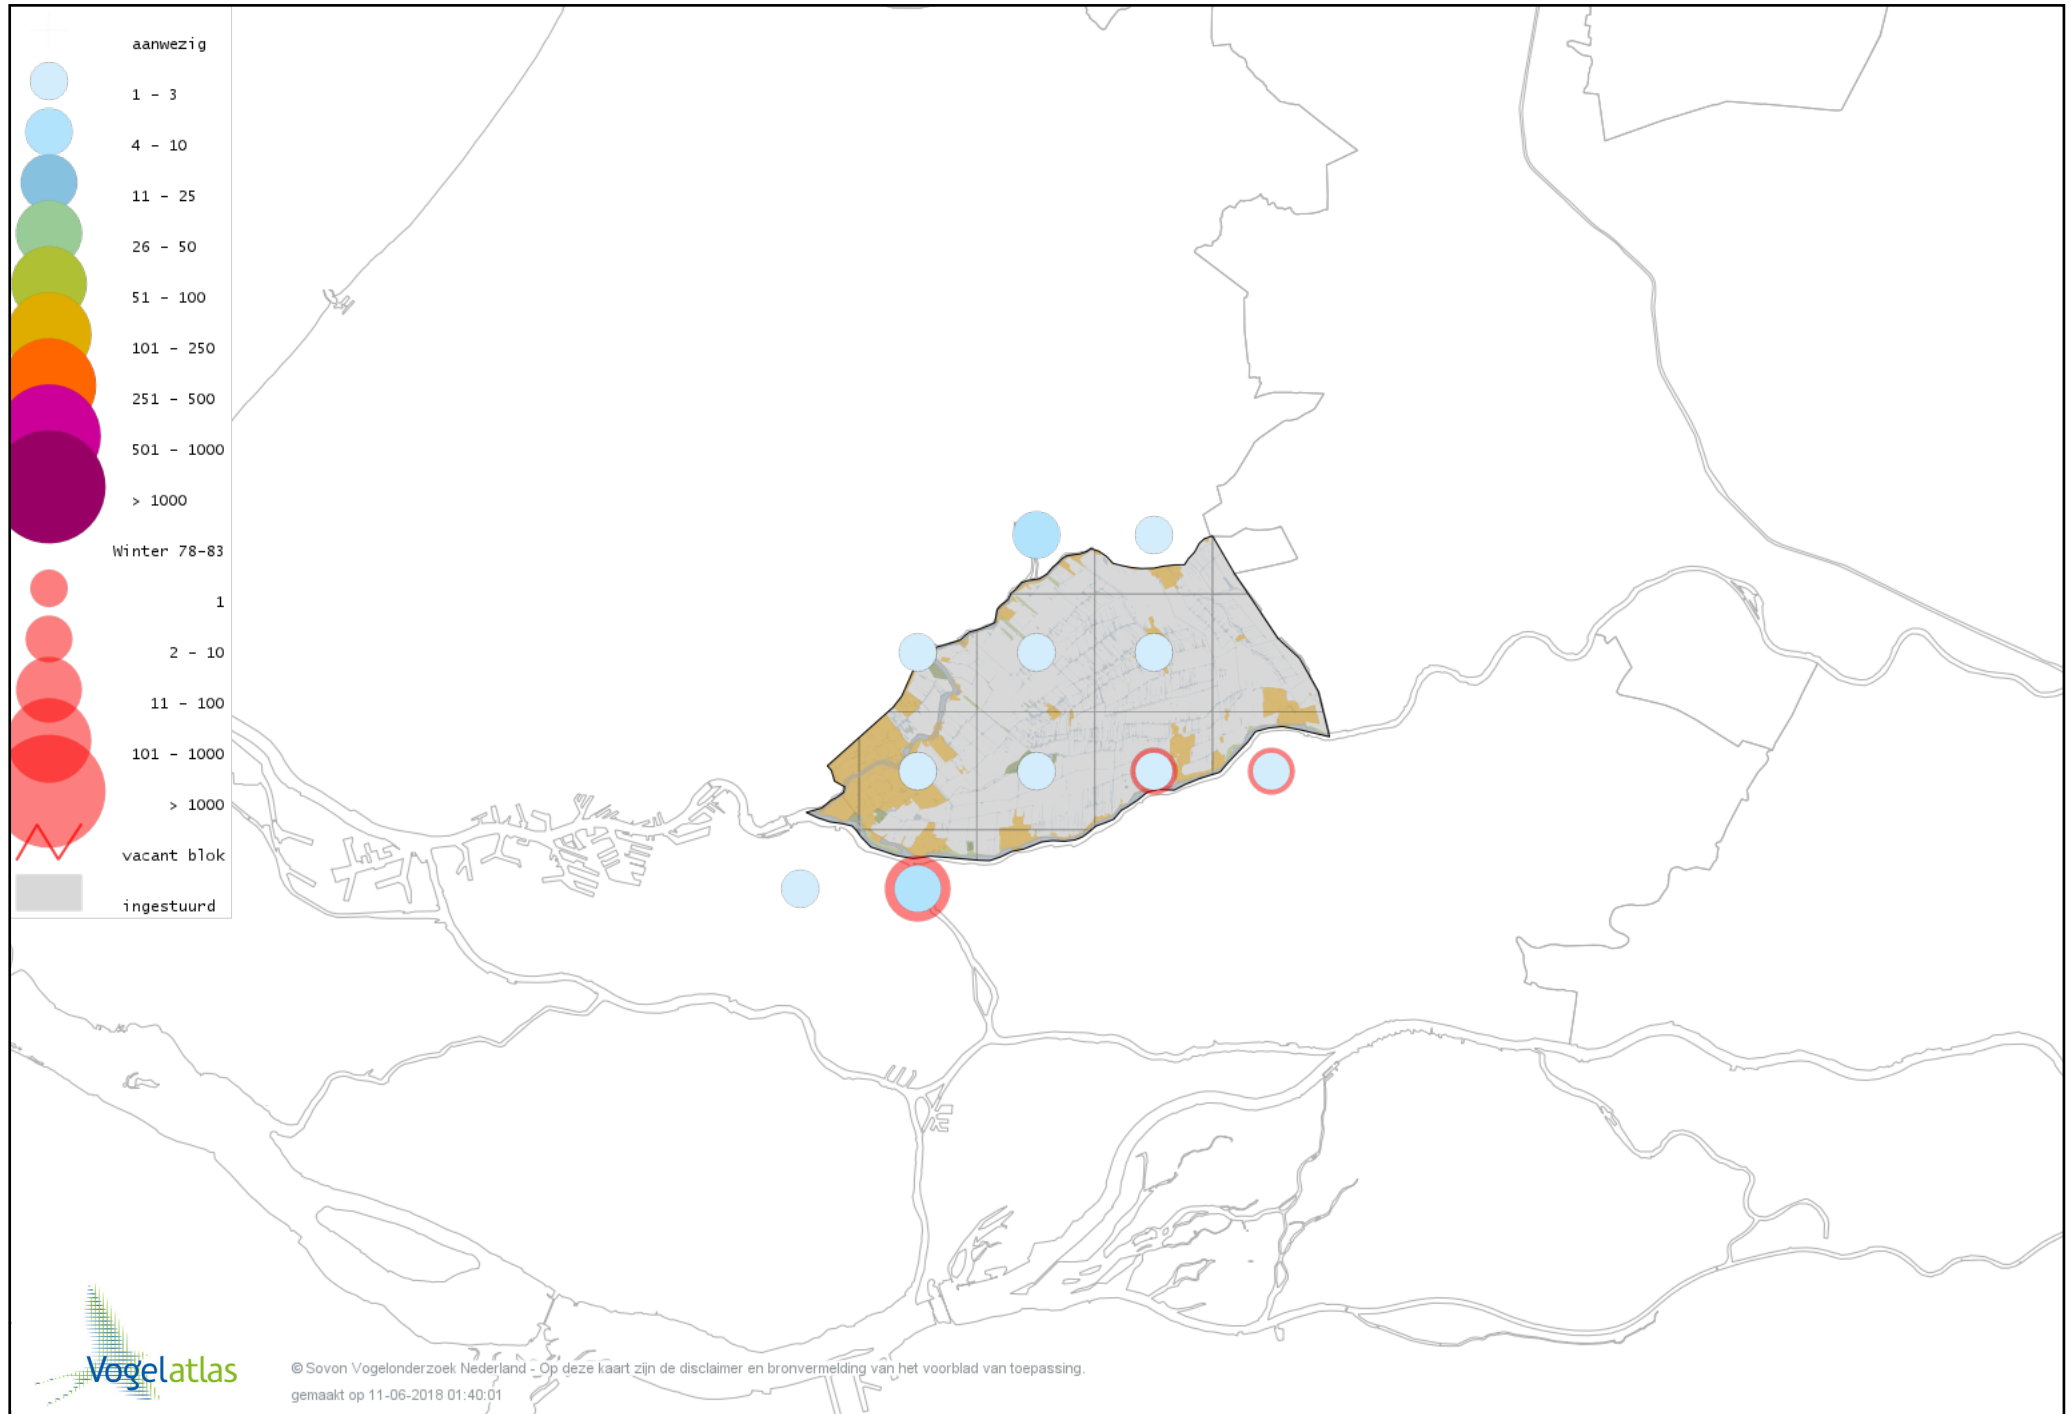 aanwezig
1 - 3
4 - 10
11 - 25
26 - 50
51 - 100
101 - 250
251 - 500
501 - 1000
> 1000
Winter 78-83
1
2 - 10
11 - 100
101 - 1000
> 1000
vacant blok
ingestuurd
Vogelatlas
© Sovon Vogelonderzoek Nederland - Op deze kaart zijn de disclaimer en bronvermelding van het voorblad van toepassing.
gemaakt op 11-06-2018 01:40:01